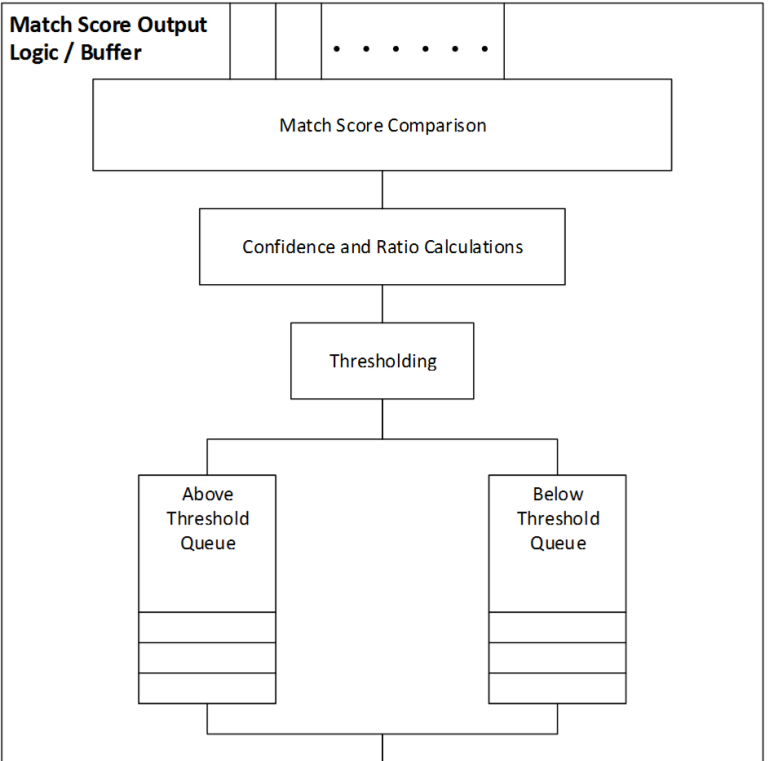 Match Score Output
Logic / Buffer
Match Score Comparison
Confidence and Ratio Calculations
Thresholding
Above
Threshold
Queue
Below
Threshold
Queue